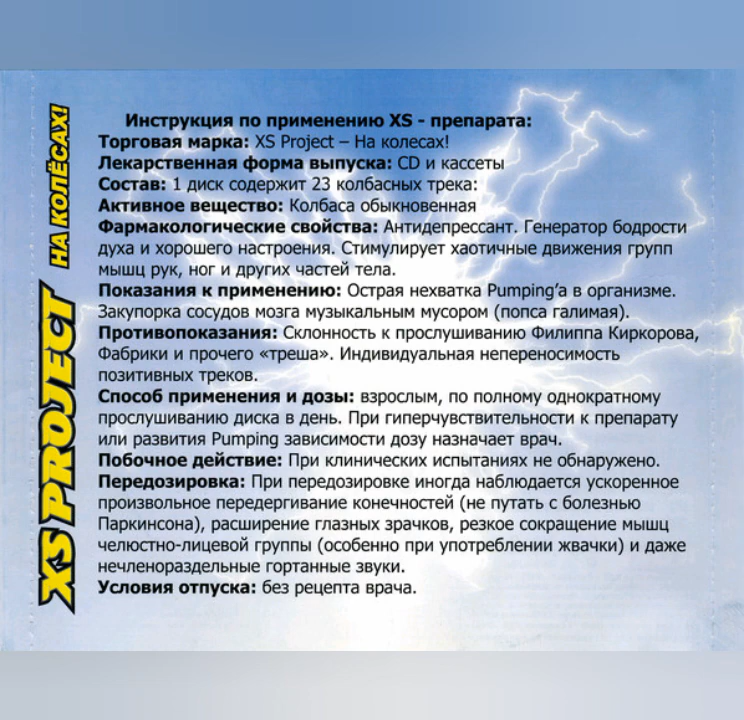 XS PROJECT НА КОЛЁСАХ!
Инструкция по применению XS - препарата:
Торговая марка: XS Project – На колесах!
Лекарственная форма выпуска: CD и кассеты
Состав: 1 диск содержит 23 колбасных трека:
Активное вещество: Колбаса обыкновенная
Фармакологические свойства: Антидепрессант. Генератор бодрости
духа и хорошего настроения. Стимулирует хаотичные движения групп
мышц рук, ног и других частей тела.
Показания к применению: Острая нехватка Pumping’а в организме.
Закупорка сосудов мозга музыкальным мусором (попса галимая).
Противопоказания: Склонность к прослушиванию Филиппа Киркорова,
Фабрики и прочего «треша». Индивидуальная непереносимость
позитивных треков.
Способ применения и дозы: взрослым, по полному однократному
прослушиванию диска в день. При гиперчувствительности к препарату
или развития Pumping зависимости дозу назначает врач.
Побочное действие: При клинических испытаниях не обнаружено.
Передозировка: При передозировке иногда наблюдается ускоренное
произвольное передергивание конечностей (не путать с болезнью
Паркинсона), расширение глазных зрачков, резкое сокращение мышц
челюстно-лицевой группы (особенно при употреблении жвачки) и даже
нечленораздельные гортанные звуки.
Условия отпуска: без рецепта врача.